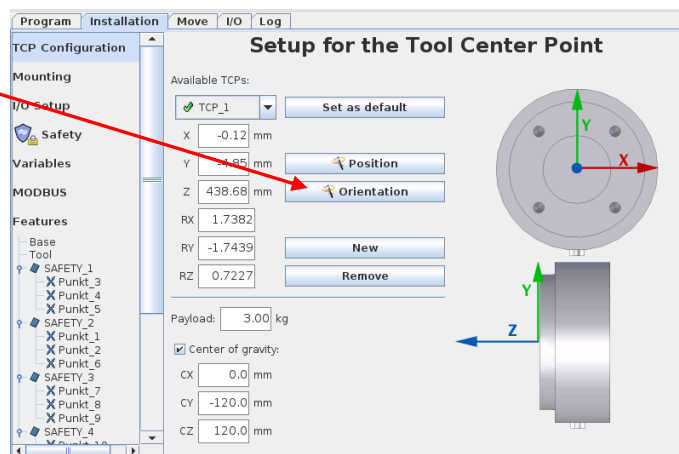 Program Installation Move I/O Log
TCP Configuration
Mounting
I/O Setup
Safety
Variables
MODBUS
Features
Base
Tool
SAFETY_1
Punkt_3
Punkt_4
Punkt_5
SAFETY_2
Punkt_1
Punkt_2
Punkt_6
SAFETY_3
Punkt_7
Punkt_8
Punkt_9
SAFETY_4
Punkt_10
Setup for the Tool Center Point
Available TCPs:
TCP_1 Set as default
X -0.12 mm
Y -4.85 mm Position
Z 438.68 mm Orientation
RX 1.7382
RY -1.7439 New
RZ 0.7227 Remove
Payload: 3.00 kg
Center of gravity:
CX 0.0 mm
CY -120.0 mm
CZ 120.0 mm
Y
X
Y
Z